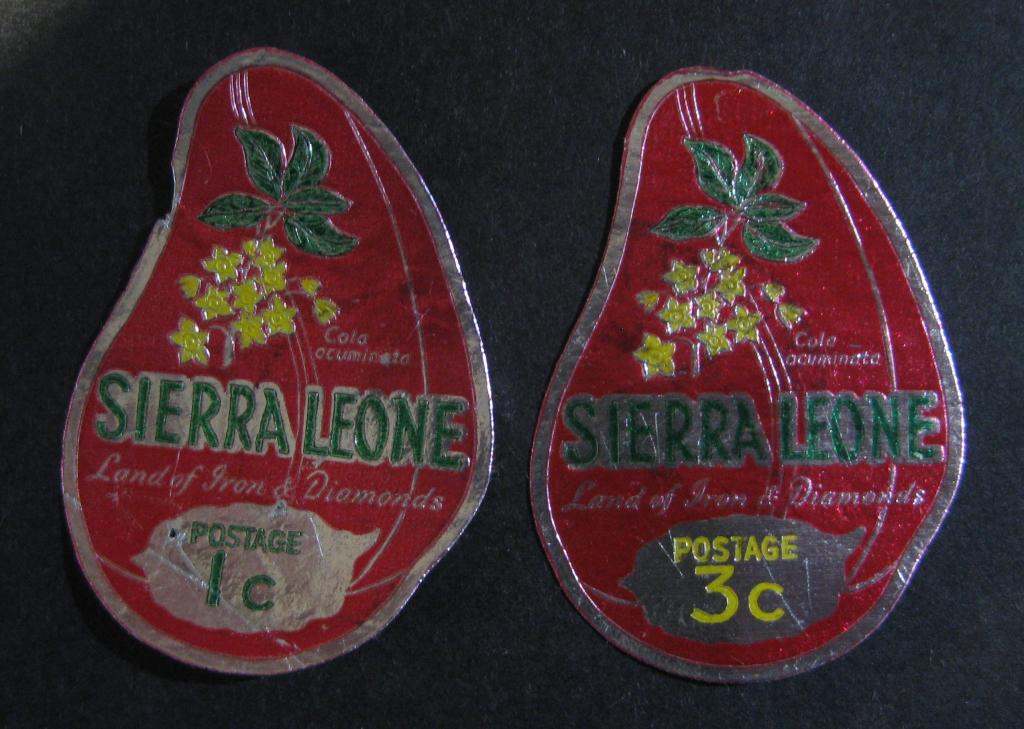 Cola
acuminata
SIERRA LEONE
Land of Iron & Diamonds
POSTAGE
1c
Cola
acuminata
SIERRA LEONE
Land of Iron & Diamonds
POSTAGE
3c